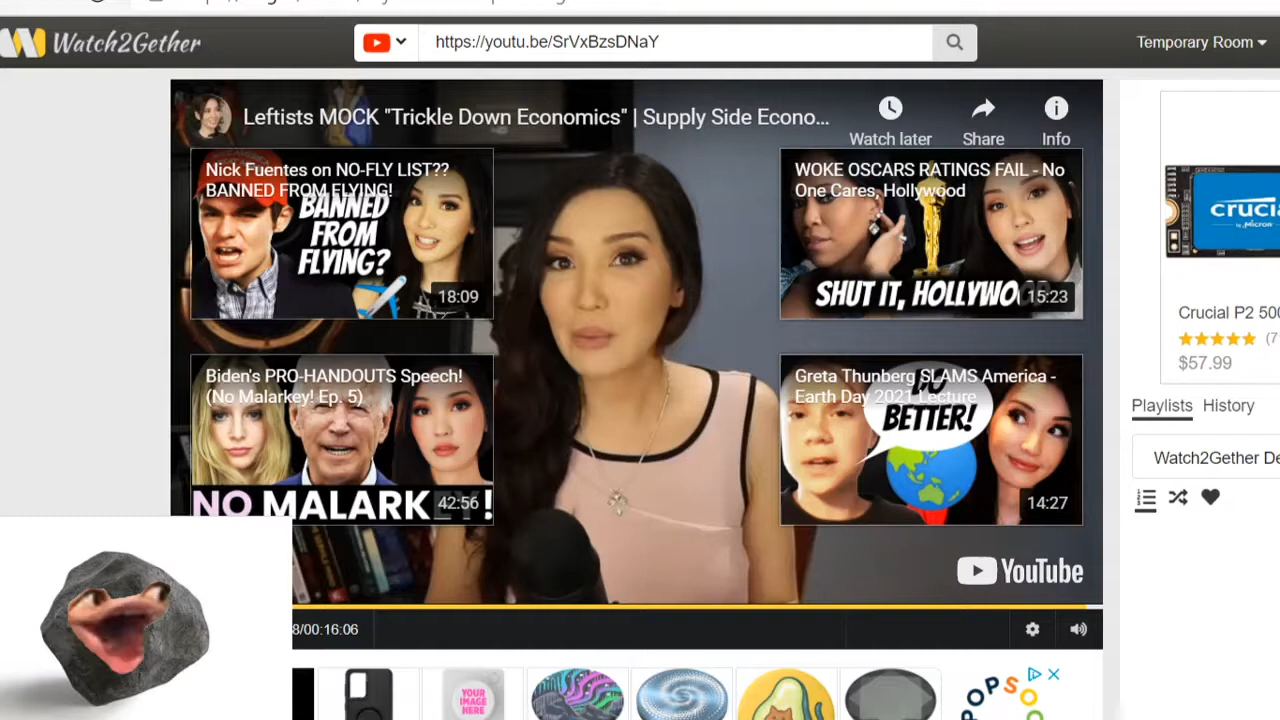 Watch2Gether
https://youtu.be/SrVxBzsDNaY
Temporary Room
Leftists MOCK "Trickle Down Economics" | Supply Side Econo...
Watch later
Share
Info
Nick Fuentes on NO-FLY LIST??
BANNED FROM FLYING!
BANNED
FROM
FLYING?
18:09
WOKE OSCARS RATINGS FAIL - No
One Cares, Hollywood
SHUT IT, HOLLYWO
15:23
Biden's PRO-HANDOUTS Speech!
(No Malarkey! Ep. 5)
NO MALARK
!
42:56
Greta Thunberg SLAMS America -
Earth Day 2021 Lecture
BETTER!
14:27
YouTube
8/00:16:06
crucia
by Micron
Crucial P2 500
$57.99
Playlists
History
Watch2Gether De
YOUR
IMAGE
HERE
POPSO